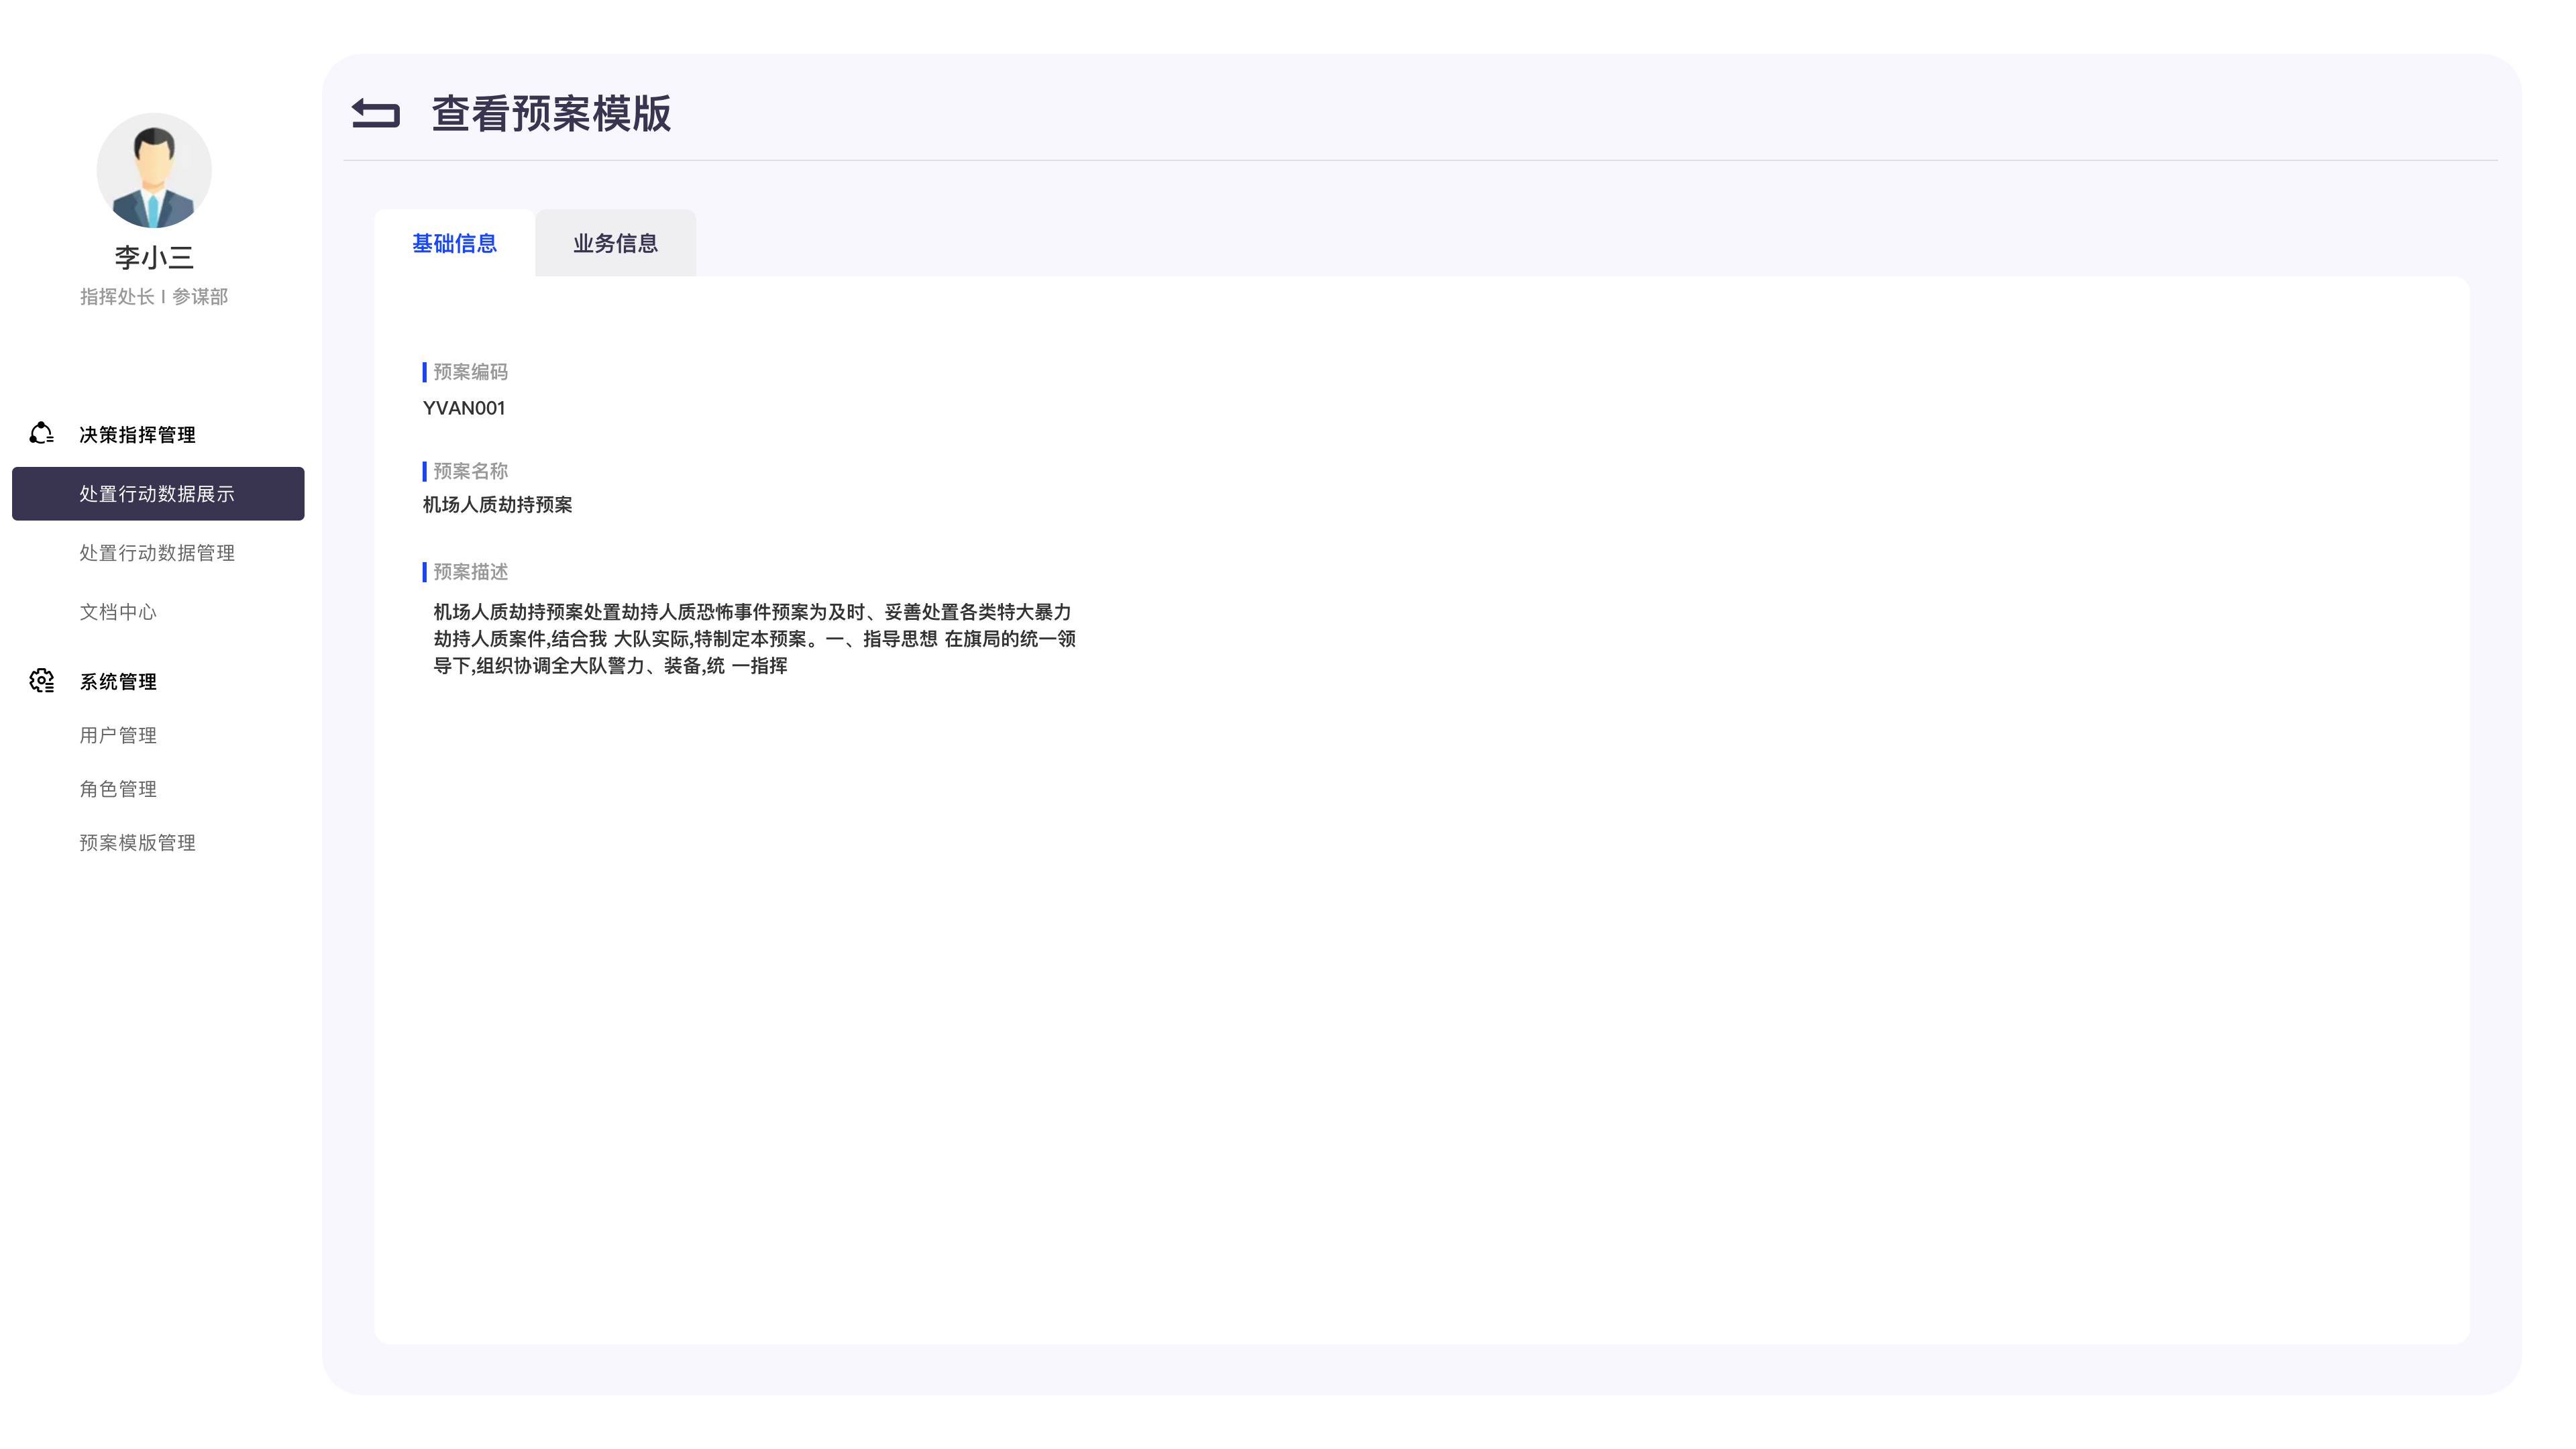 李小三
指挥处长 I 参谋部
决策指挥管理
处置行动数据展示
处置行动数据管理
文档中心
系统管理
用户管理
角色管理
预案模版管理
查看预案模版
基础信息
业务信息
预案编码
YVAN001
预案名称
机场人质劫持预案
预案描述
机场人质劫持预案处置劫持人质恐怖事件预案为及时、妥善处置各类特大暴力
劫持人质案件,结合我 大队实际,特制定本预案。一、指导思想 在旗局的统一领
导下,组织协调全大队警力、装备,统 一指挥